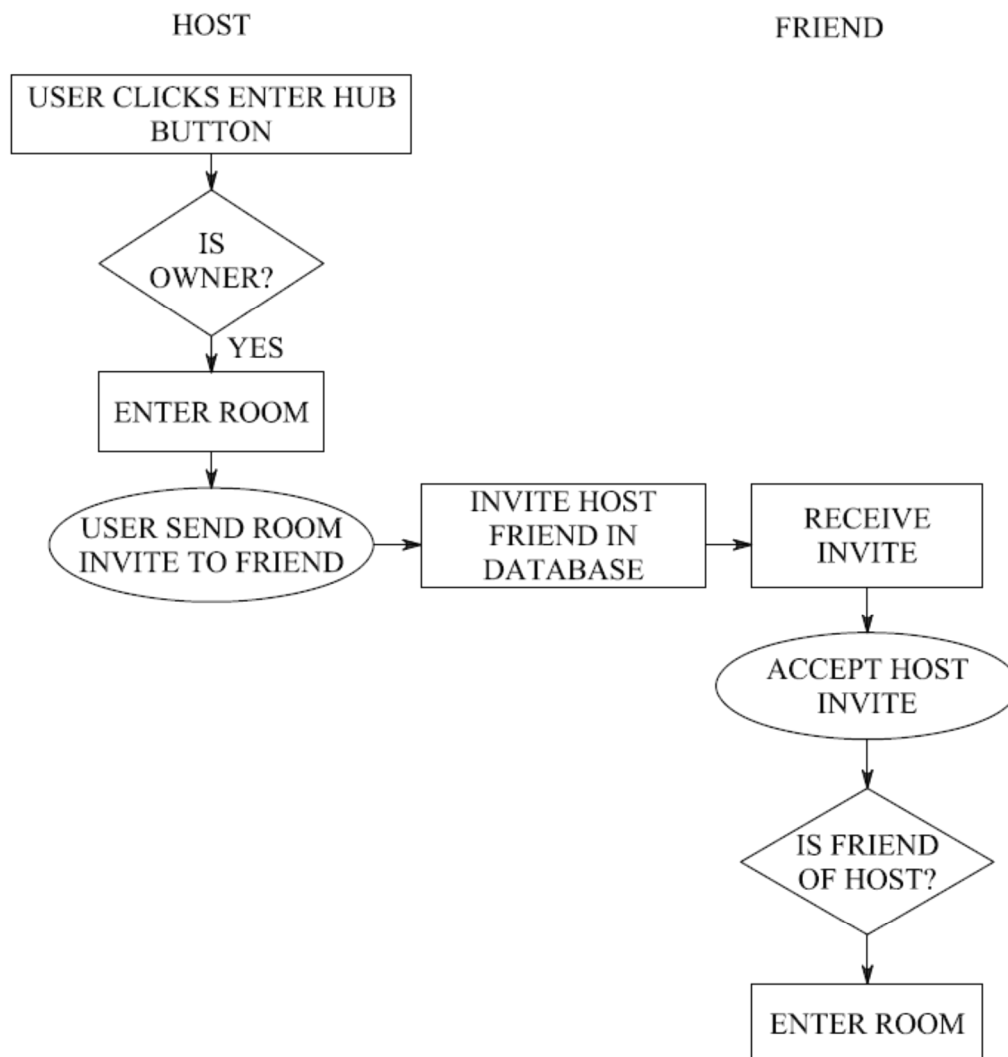 HOST
FRIEND
USER CLICKS ENTER HUB
BUTTON
IS
OWNER?
YES
ENTER ROOM
USER SEND ROOM
INVITE TO FRIEND
INVITE HOST
FRIEND IN
DATABASE
RECEIVE
INVITE
ACCEPT HOST
INVITE
IS FRIEND
OF HOST?
ENTER ROOM